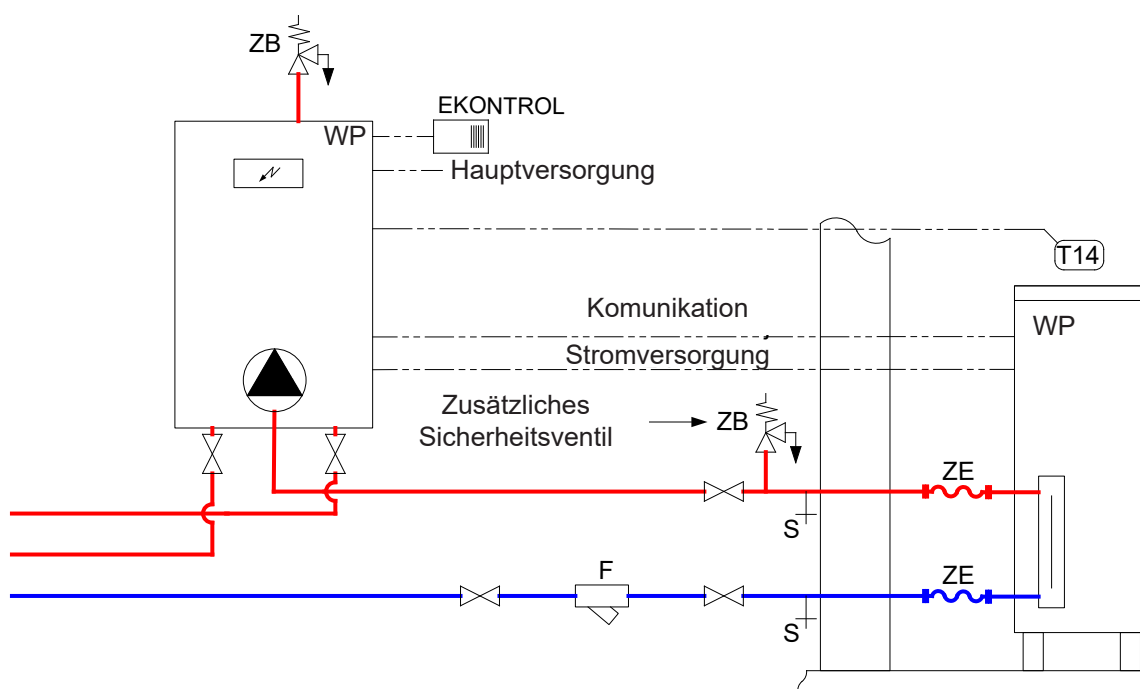 ZB
EKONTROL
WP
Hauptversorgung
T14
Komunikation
WP
Stromversorgung
Zusätzliches
Sicherheitsventil
ZB
ZE
S
F
ZE
S